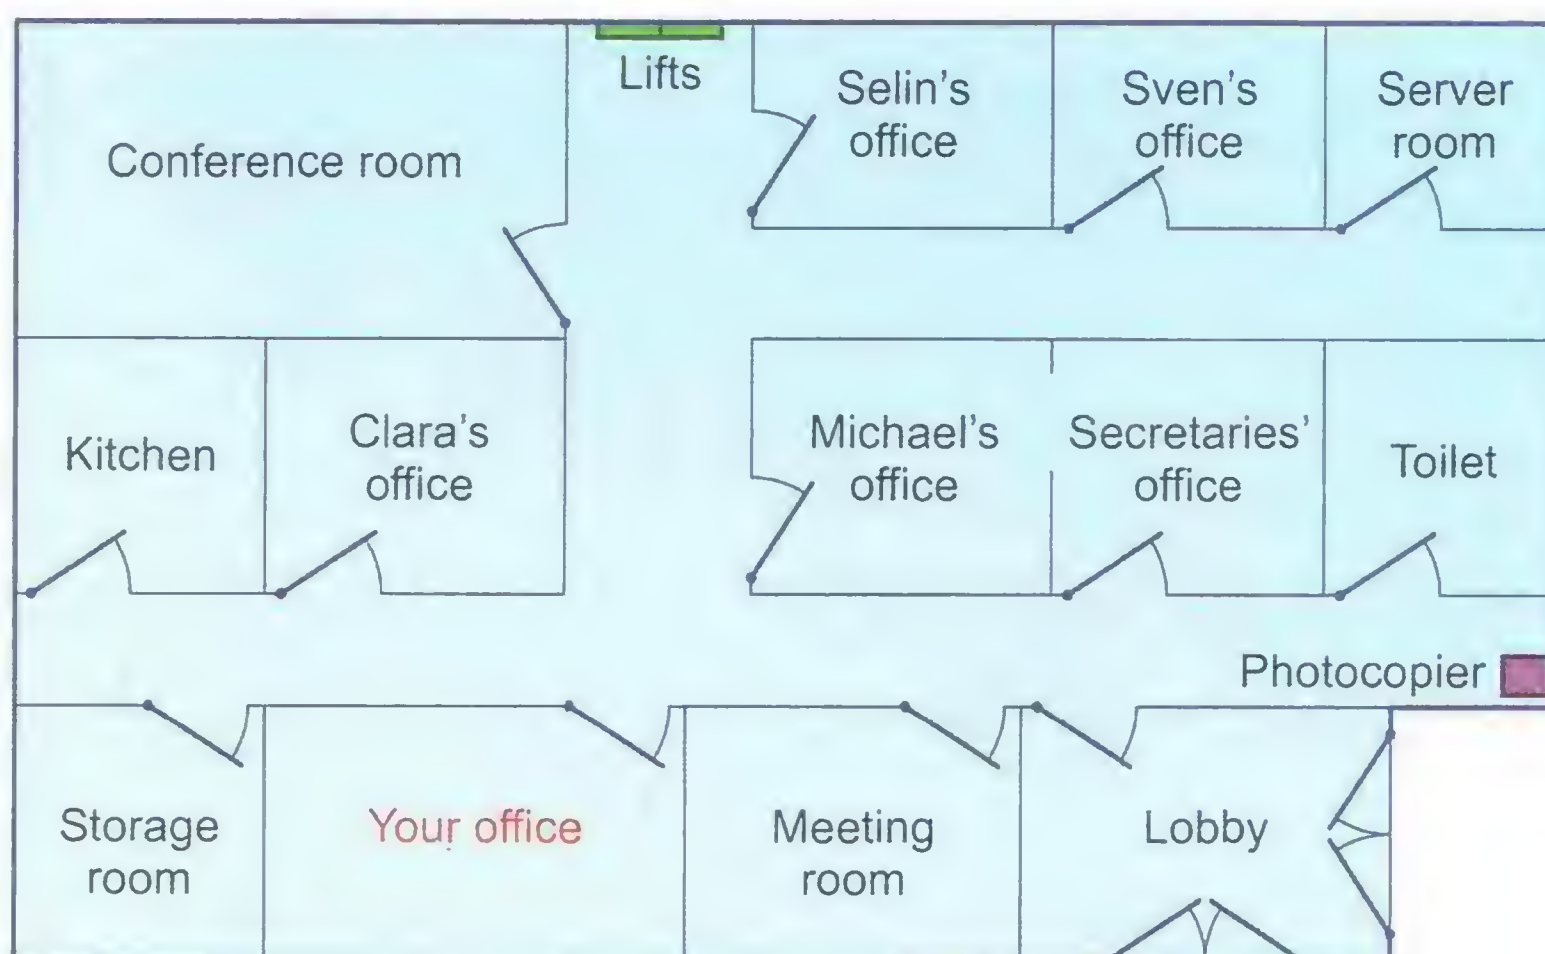 Lifts
Selin's
office
Sven's
office
Server
room
Conference room
Kitchen
Clara's
office
Michael's
office
Secretaries'
office
Toilet
Photocopier
Storage
room
Your office
Meeting
room
Lobby